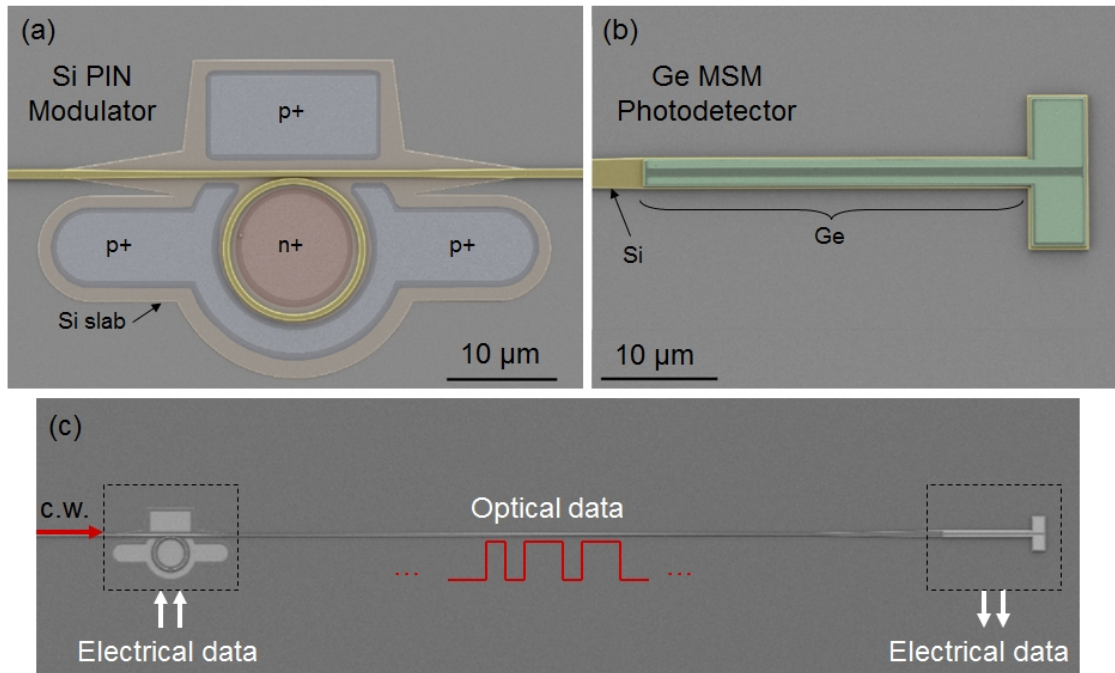 (a)
Si PIN
Modulator
p+
p+
n+
p+
Si slab
10 µm
(b)
Ge MSM
Photodetector
Si
Ge
10 µm
(c)
c.w.
Optical data
... ...
Electrical data
Electrical data